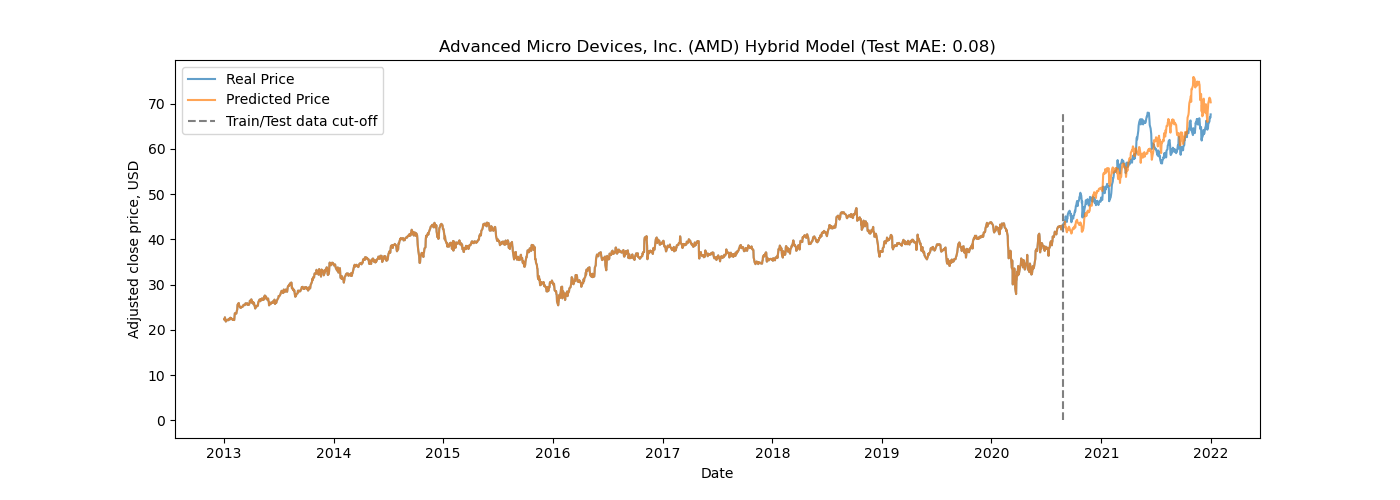 Advanced Micro Devices, Inc. (AMD) Hybrid Model (Test MAE: 0.08)
Real Price
Predicted Price
Train/Test data cut-off
Adjusted close price, USD
70
60
50
40
30
20
10
0
2013 2014 2015 2016 2017 2018 2019 2020 2021 2022
Date